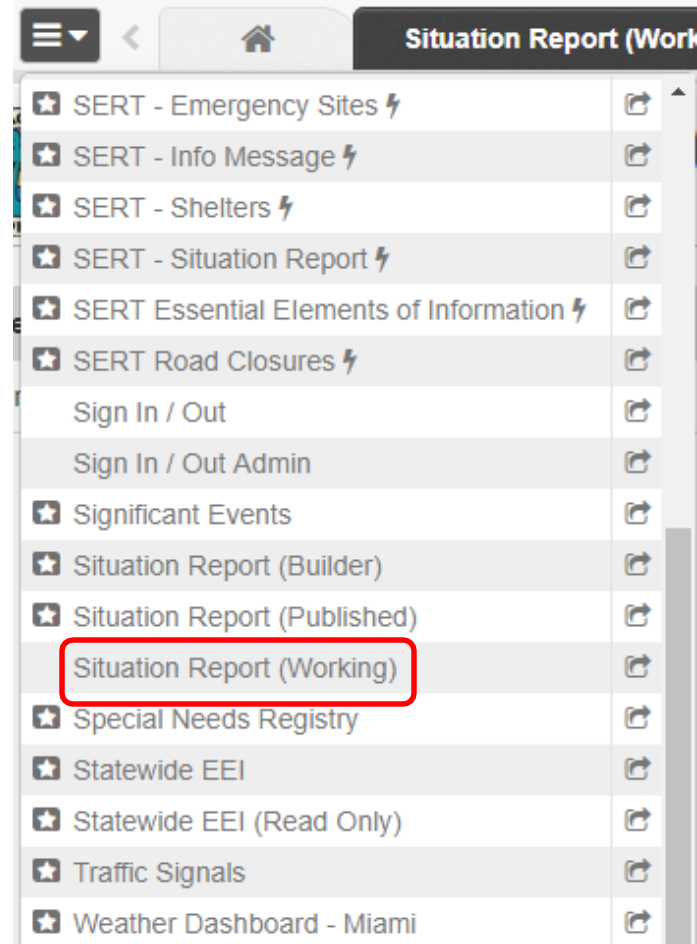 Situation Report (Work
SERT - Emergency Sites
SERT - Info Message
SERT - Shelters
SERT - Situation Report
SERT Essential Elements of Information
SERT Road Closures
Sign In / Out
Sign In / Out Admin
Significant Events
Situation Report (Builder)
Situation Report (Published)
Situation Report (Working)
Special Needs Registry
Statewide EEI
Statewide EEI (Read Only)
Traffic Signals
Weather Dashboard - Miami